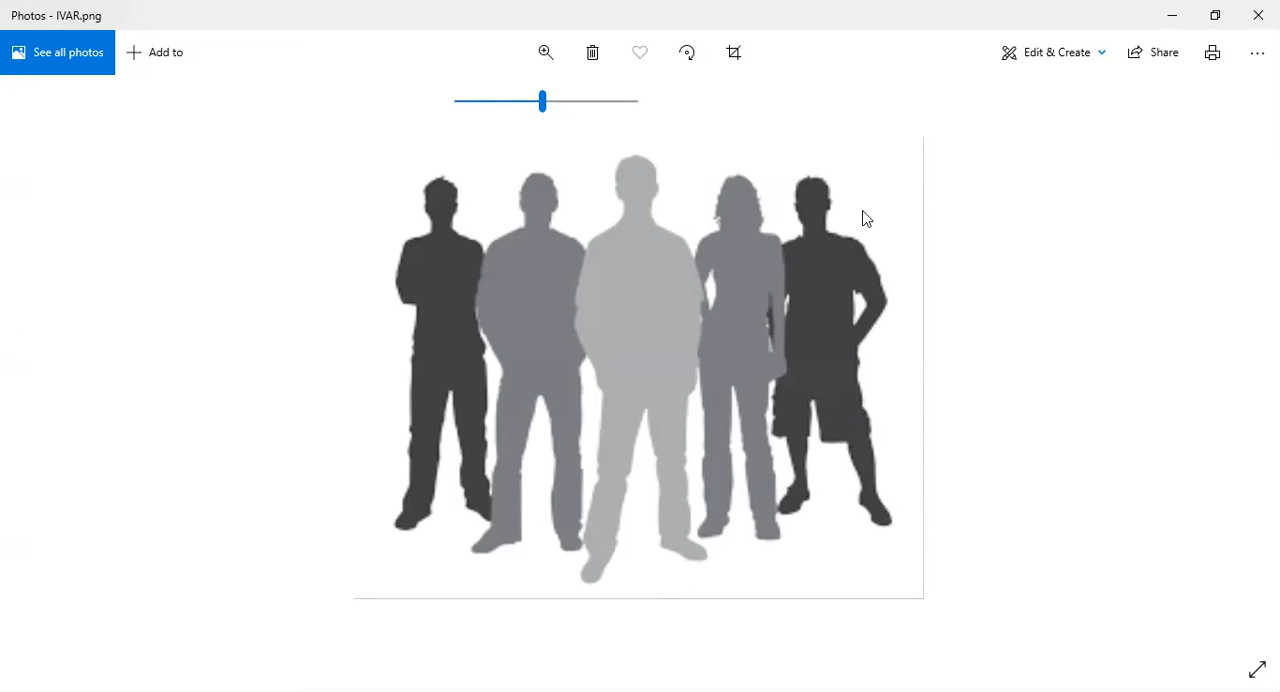 Photos - IVAR.png
See all photos
Add to
Edit & Create
Share